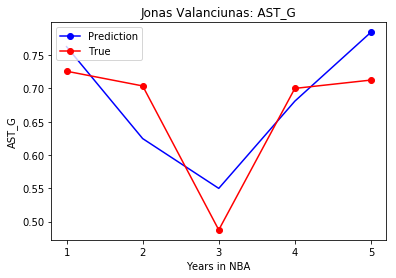 Jonas Valanciunas: AST_G
Prediction
True
0.75
0.70
0.65
0.60
0.55
0.50
AST_G
1 2 3 4 5
Years in NBA